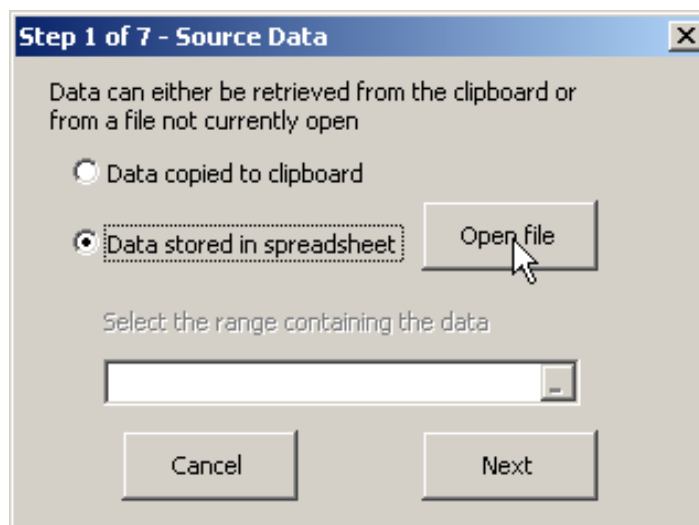 Step 1 of 7 - Source Data
Data can either be retrieved from the clipboard or
from a file not currently open
Data copied to clipboard
Data stored in spreadsheet
Open file
Select the range containing the data
Cancel
Next